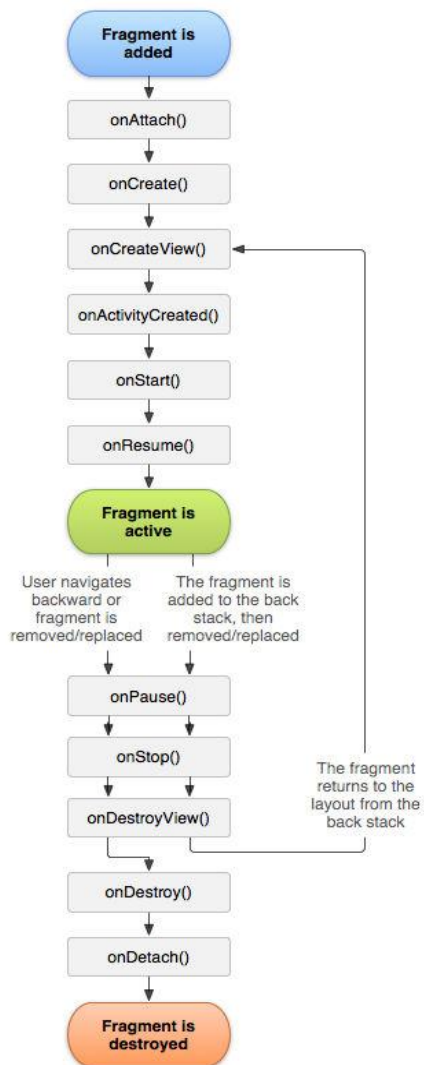 Fragment is
added
onAttach()
onCreate()
onCreateView()
onActivityCreated()
onStart()
onResume()
Fragment is
active
User navigates
backward or
fragment is
removed/replaced
The fragment is
added to the back
stack, then
removed/replaced
onPause()
onStop()
The fragment
returns to the
layout from the
back stack
onDestroyView()
onDestroy()
onDetach()
Fragment is
destroyed